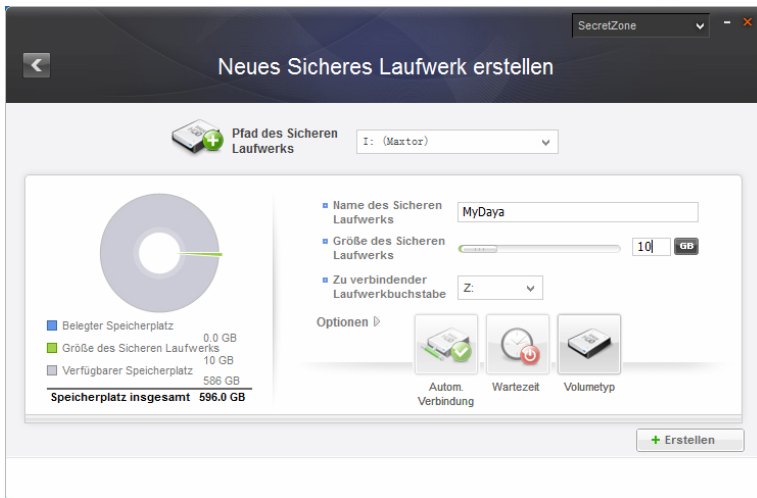 SecretZone
Neues Sicheres Laufwerk erstellen
Pfad des Sicheren
Laufwerks
I: (Maxtor)
Name des Sicheren
Laufwerks
MyDaya
Größe des Sicheren
Laufwerks
10 GB
Zu verbindender
Laufwerkbuchstabe
Z:
Optionen
Autom.
Verbindung
Wartezeit
Volumetyp
Belegter Speicherplatz
0.0 GB
Größe des Sicheren Laufwerks
10 GB
Verfügbarer Speicherplatz
586 GB
Speicherplatz insgesamt 596.0 GB
+ Erstellen